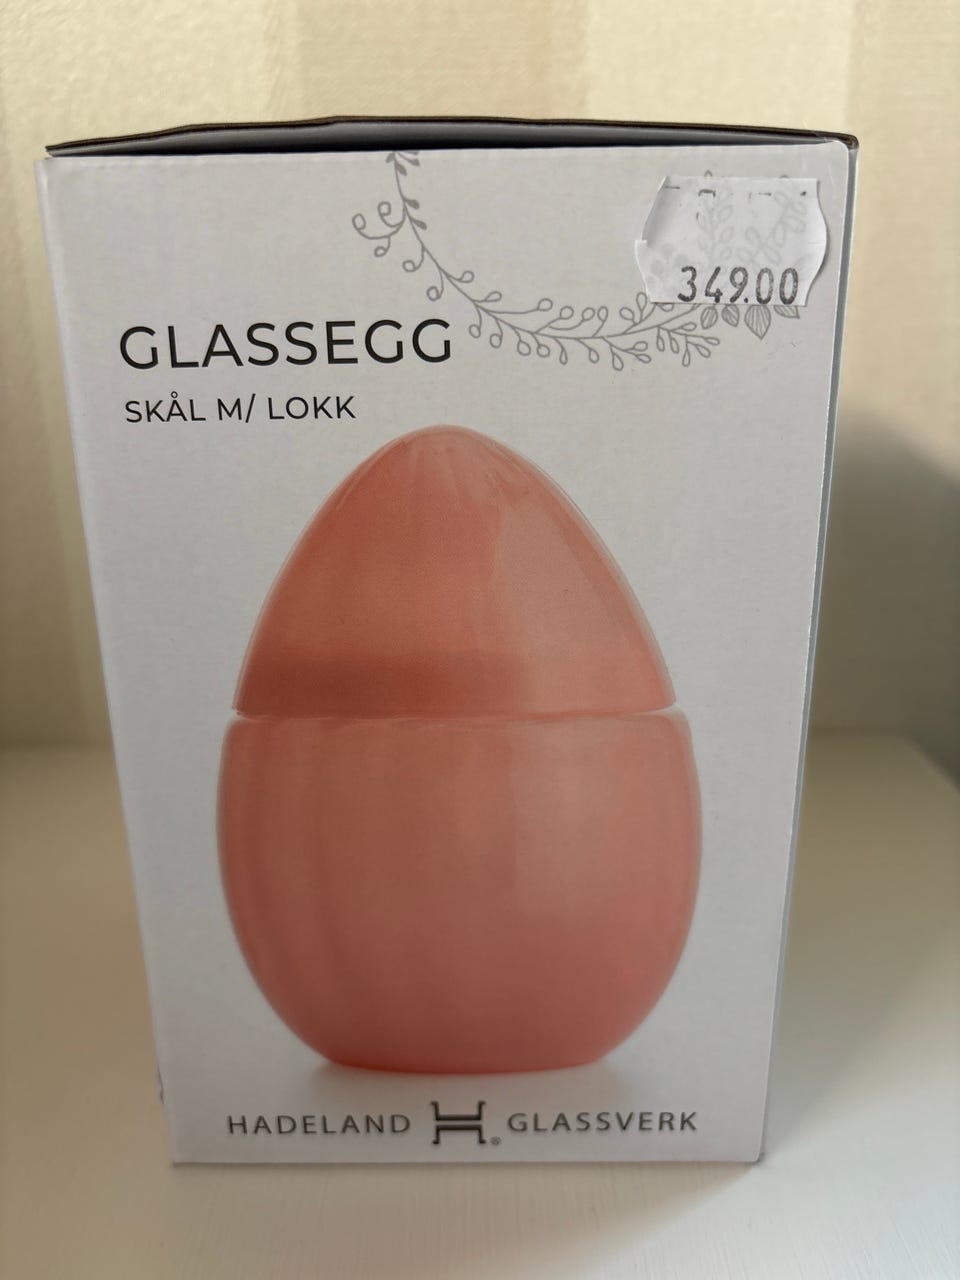 349.00
GLASSEGG
SKÅL M/ LOKK
HADELAND H® GLASSVERK